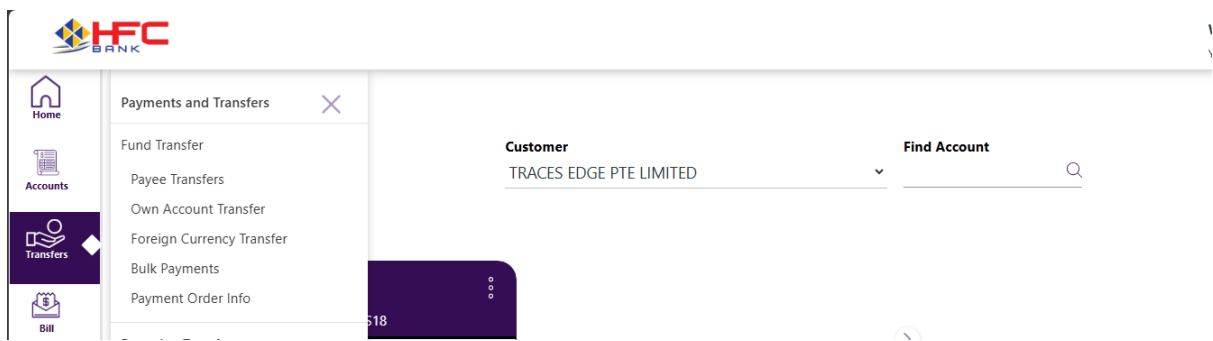 HFC
BANK
Home
Accounts
Transfers
Bill
Payments and Transfers
Fund Transfer
Payee Transfers
Own Account Transfer
Foreign Currency Transfer
Bulk Payments
Payment Order Info
Customer
TRACES EDGE PTE LIMITED
Find Account
S18